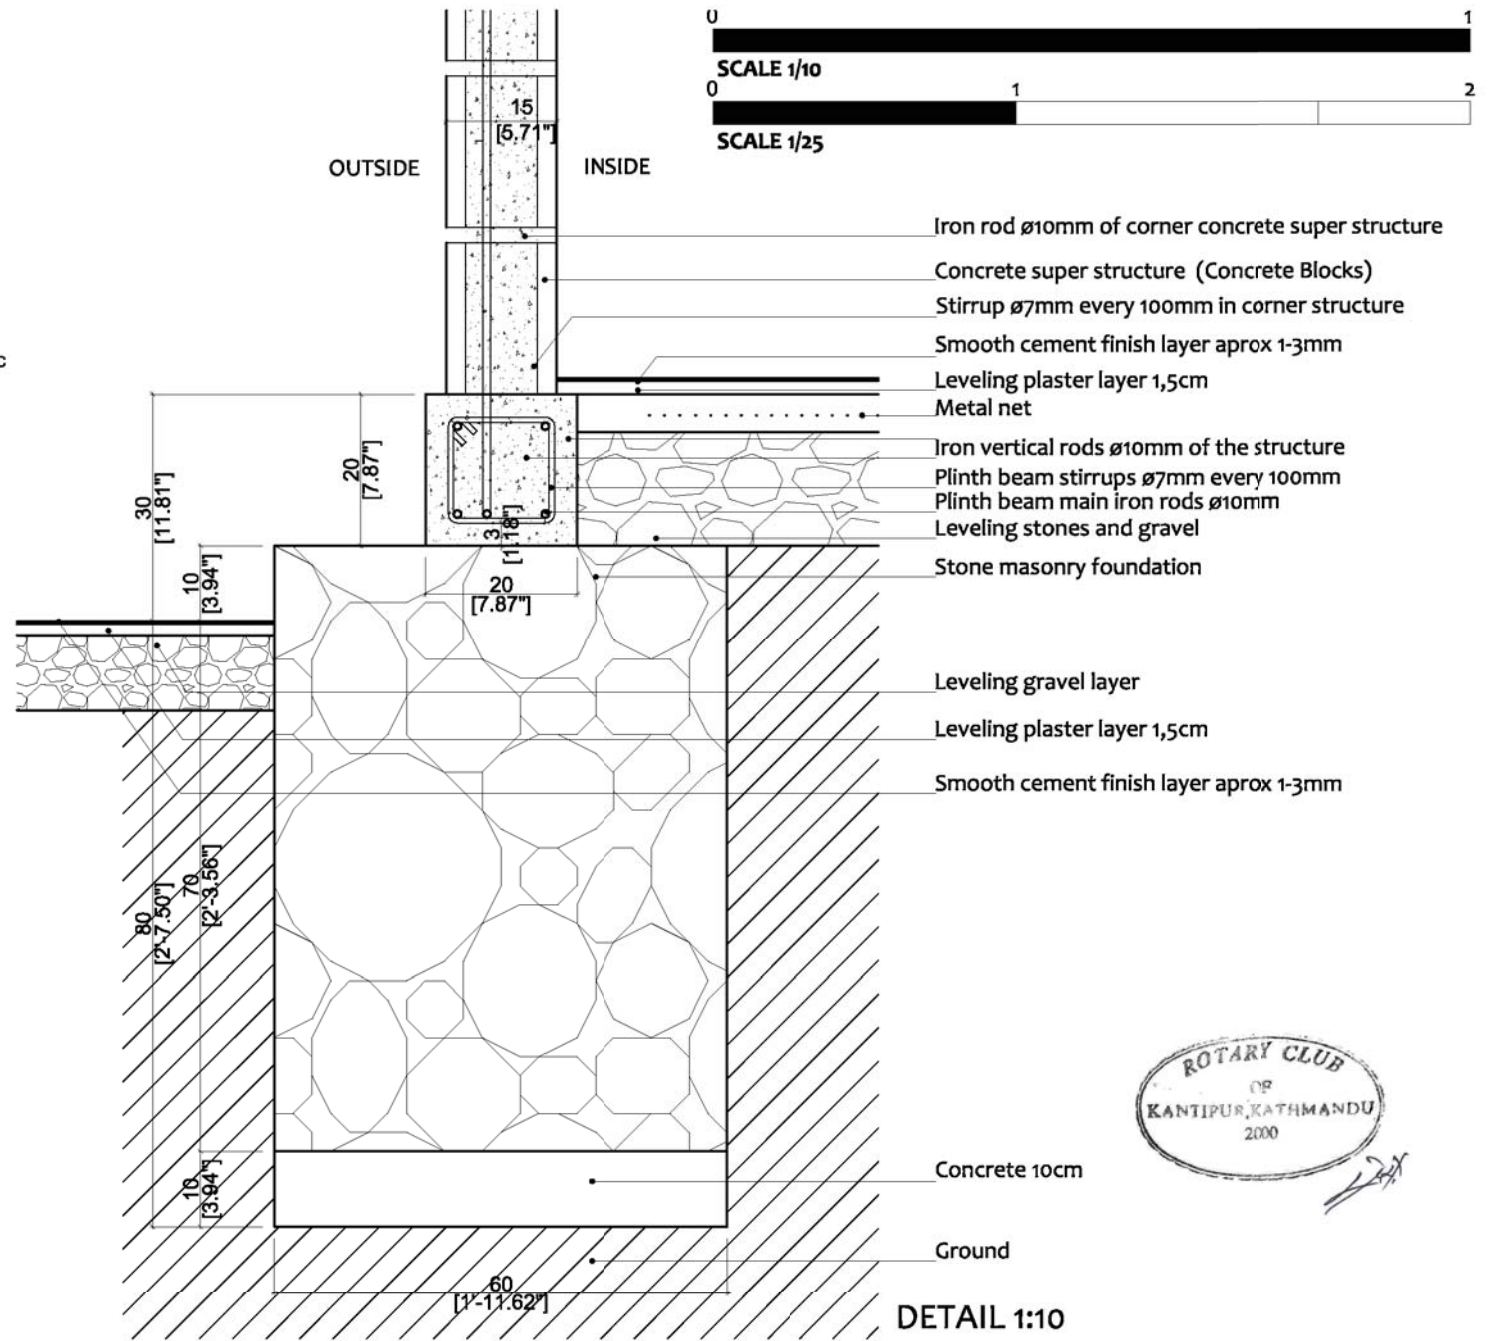 0 1
SCALE 1/10
0 1 2
SCALE 1/25
15
[5.71"]
OUTSIDE
INSIDE
Iron rod ø10mm of corner concrete super structure
Concrete super structure (Concrete Blocks)
Stirrup ø7mm every 100mm in corner structure
Smooth cement finish layer aprox 1-3mm
Leveling plaster layer 1,5cm
Metal net
Iron vertical rods ø10mm of the structure
Plinth beam stirrups ø7mm every 100mm
Plinth beam main iron rods ø10mm
Leveling stones and gravel
Stone masonry foundation
c
30
[11.81"]
20
[7.87"]
3
[1.18"]
20
[7.87"]
10
[3.94"]
Leveling gravel layer
Leveling plaster layer 1,5cm
Smooth cement finish layer aprox 1-3mm
80
[2'-7.50"]
70
[2'-3.56"]
10
[3.94"]
Concrete 10cm
Ground
60
[1'-11.62"]
DETAIL 1:10
ROTARY CLUB
OF
KANTIPUR, KATHMANDU
2000